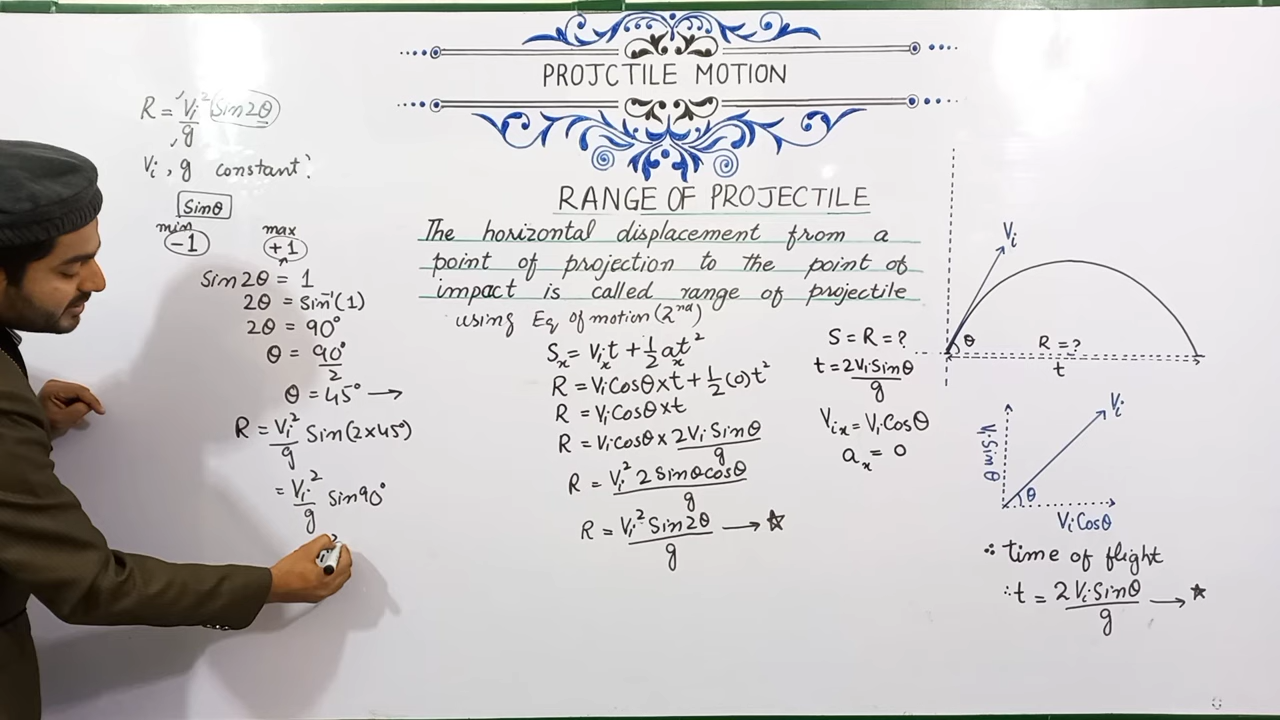 PROJCTILE MOTION
RANGE OF PROJECTILE
The horizontal displacement from a
point of projection to the point of
impact is called range of projectile
using Eq of motion (2nd)
Sx = Vixt + 1/2 axt²
R = ViCosθxt + 1/2 (0)t²
R = ViCosθxt
R = ViCosθ x 2ViSinθ/g
R = Vi² 2SinθCosθ/g
R = Vi² Sin2θ/g → ☆
S = R = ?
t = 2ViSinθ/g
Vix = ViCosθ
ax = 0
R = Vi²/g Sin2θ
Vi, g constant:
Sinθ
min
-1
max
+1
Sin2θ = 1
2θ = Sin⁻¹(1)
2θ = 90°
θ = 90°/2
θ = 45° →
R = Vi²/g Sin(2x45°)
= Vi²/g Sin90°
Vi
θ
R = ?
t
Vi
ViSinθ
θ
ViCosθ
∴ time of flight
∴ t = 2ViSinθ/g → ☆